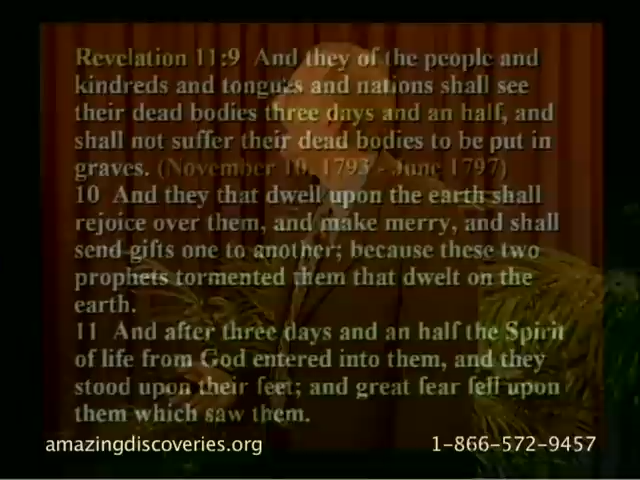 Revelation 11:9 And they of the people and
kindreds and tongues and nations shall see
their dead bodies three days and an half, and
shall not suffer their dead bodies to be put in
graves. (November 10, 1793 - June 1797)
10 And they that dwell upon the earth shall
rejoice over them, and make merry, and shall
send gifts one to another; because these two
prophets tormented them that dwelt on the
earth.
11 And after three days and an half the Spirit
of life from God entered into them, and they
stood upon their feet; and great fear fell upon
them which saw them.
amazingdiscoveries.org 1-866-572-9457